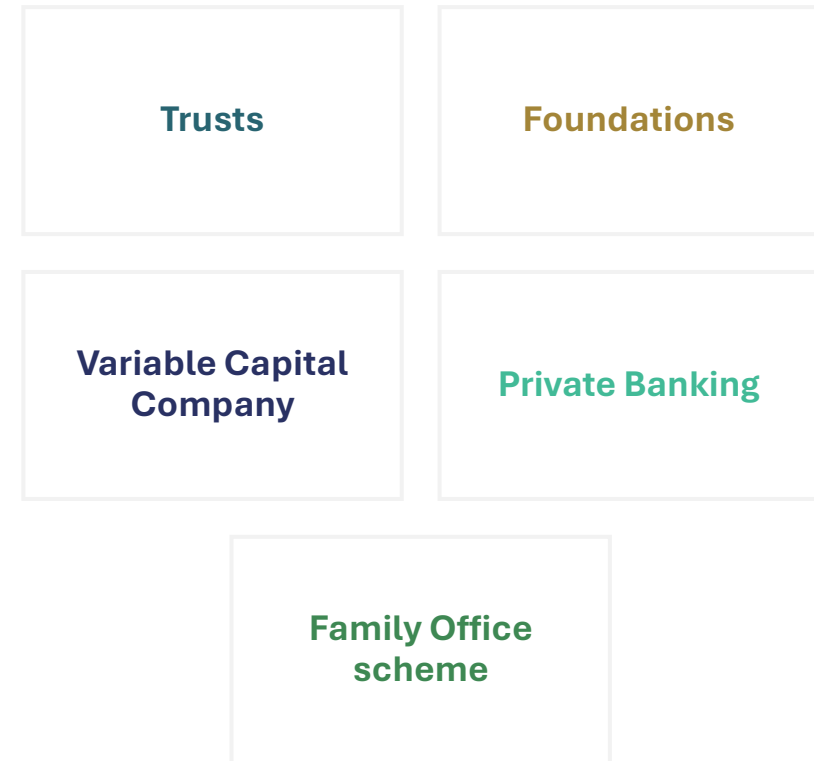 Trusts
Foundations
Variable Capital
Company
Private Banking
Family Office
scheme